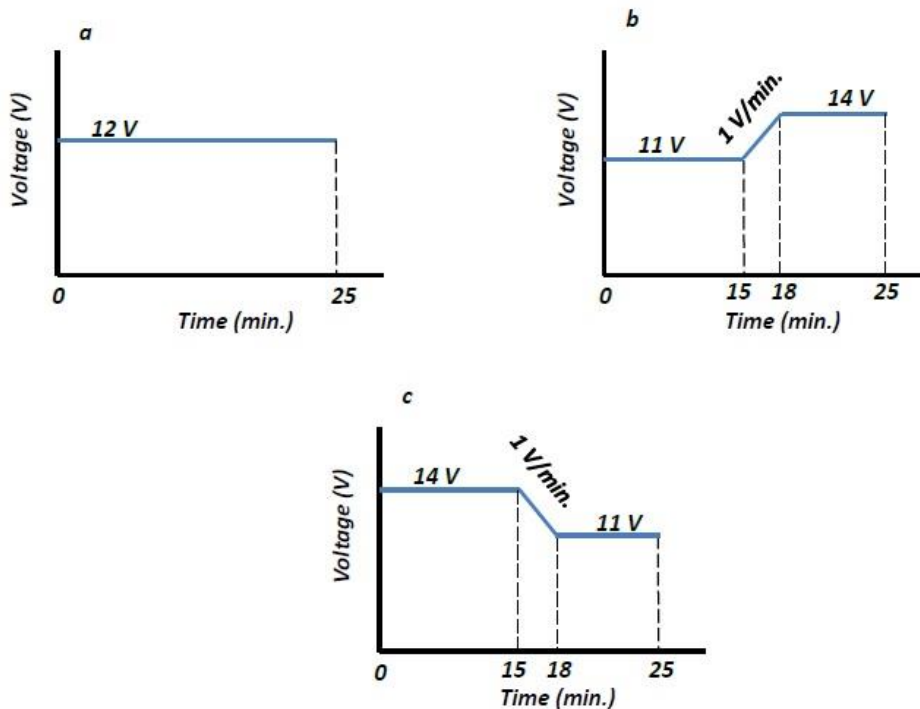 a
Voltage (V)
12 V
0
25
Time (min.)
b
Voltage (V)
11 V
1 V/min.
14 V
0
15
18
25
Time (min.)
c
Voltage (V)
14 V
1 V/min.
11 V
0
15
18
25
Time (min.)